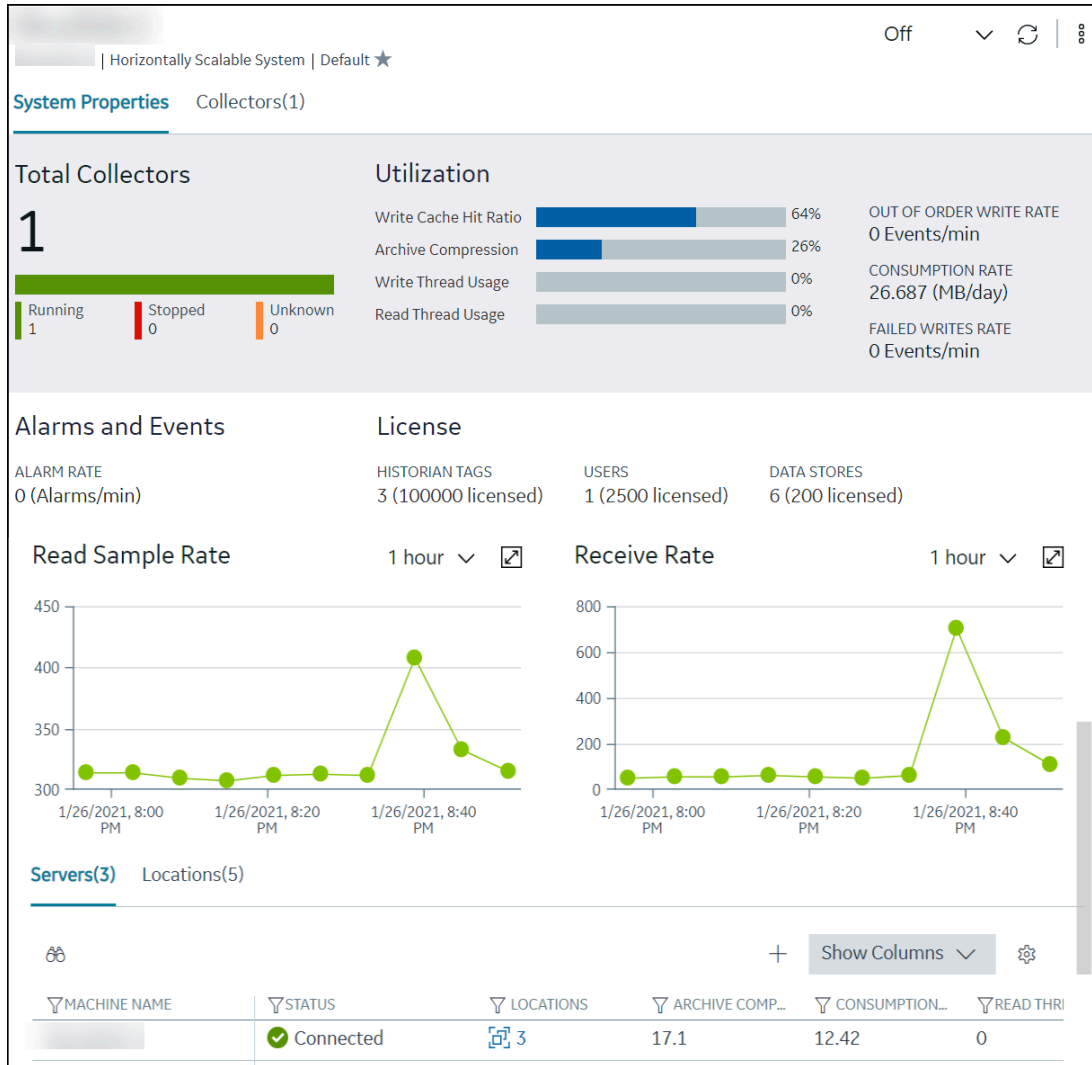 Off
| Horizontally Scalable System | Default
System Properties Collectors(1)
Total Collectors
1
Running
1
Stopped
0
Unknown
0
Utilization
Write Cache Hit Ratio 64%
Archive Compression 26%
Write Thread Usage 0%
Read Thread Usage 0%
OUT OF ORDER WRITE RATE
0 Events/min
CONSUMPTION RATE
26.687 (MB/day)
FAILED WRITES RATE
0 Events/min
Alarms and Events
ALARM RATE
0 (Alarms/min)
License
HISTORIAN TAGS
3 (100000 licensed)
USERS
1 (2500 licensed)
DATA STORES
6 (200 licensed)
Read Sample Rate 1 hour
450
400
350
300
1/26/2021, 8:00 PM
1/26/2021, 8:20 PM
1/26/2021, 8:40 PM
Receive Rate 1 hour
800
600
400
200
0
1/26/2021, 8:00 PM
1/26/2021, 8:20 PM
1/26/2021, 8:40 PM
Servers(3) Locations(5)
+ Show Columns
MACHINE NAME STATUS LOCATIONS ARCHIVE COMP... CONSUMPTION... READ THR
Connected 3 17.1 12.42 0